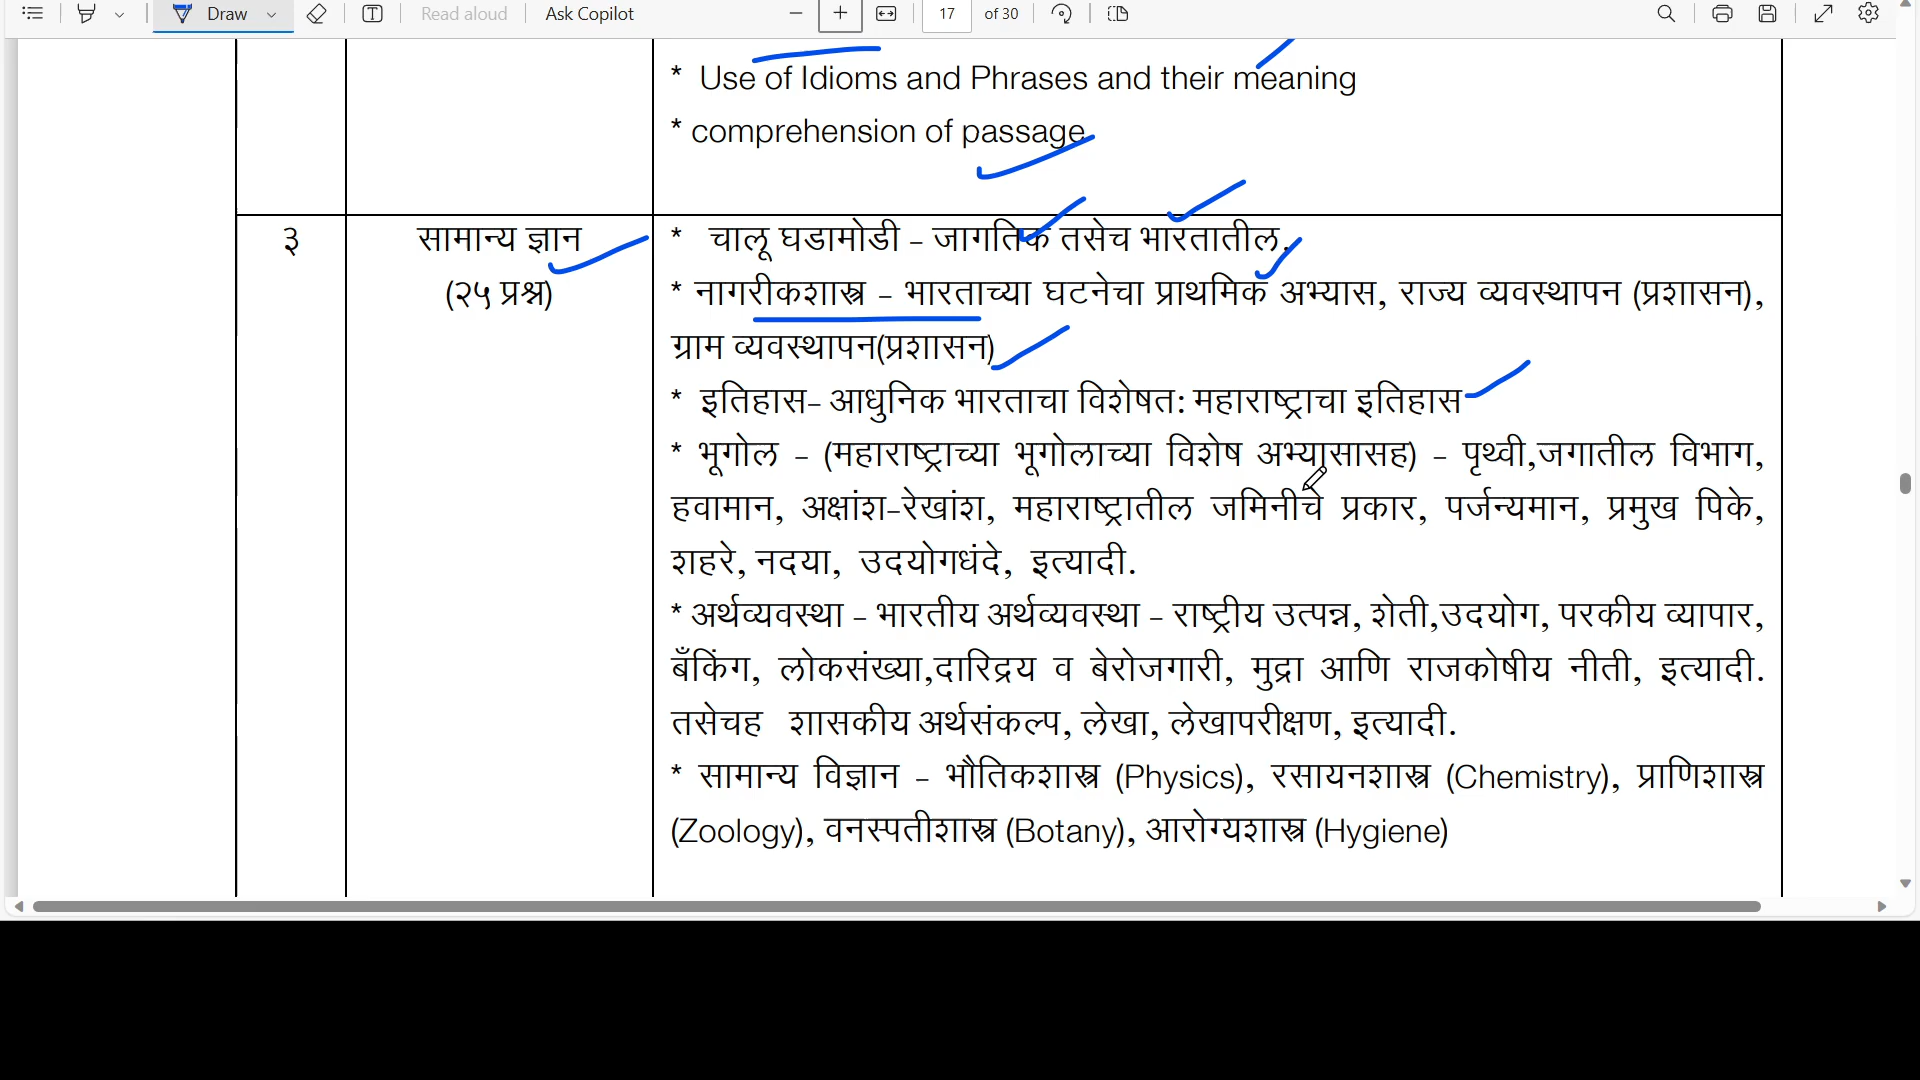 Draw
Read aloud
Ask Copilot
17
of 30
* Use of Idioms and Phrases and their meaning
* comprehension of passage
३
सामान्य ज्ञान
(२५ प्रश्न)
* चालू घडामोडी – जागतिक तसेच भारतातील.
* नागरीकशास्त्र – भारताच्या घटनेचा प्राथमिक अभ्यास, राज्य व्यवस्थापन (प्रशासन),
ग्राम व्यवस्थापन(प्रशासन)
* इतिहास– आधुनिक भारताचा विशेषत: महाराष्ट्राचा इतिहास
* भूगोल – (महाराष्ट्राच्या भूगोलाच्या विशेष अभ्यासासह) – पृथ्वी,जगातील विभाग,
हवामान, अक्षांश–रेखांश, महाराष्ट्रातील जमिनीचे प्रकार, पर्जन्यमान, प्रमुख पिके,
शहरे, नदया, उदयोगधंदे, इत्यादी.
* अर्थव्यवस्था – भारतीय अर्थव्यवस्था – राष्ट्रीय उत्पन्न, शेती,उदयोग, परकीय व्यापार,
बँकिंग, लोकसंख्या,दारिद्रय व बेरोजगारी, मुद्रा आणि राजकोषीय नीती, इत्यादी.
तसेचह शासकीय अर्थसंकल्प, लेखा, लेखापरीक्षण, इत्यादी.
* सामान्य विज्ञान – भौतिकशास्त्र (Physics), रसायनशास्त्र (Chemistry), प्राणिशास्त्र
(Zoology), वनस्पतीशास्त्र (Botany), आरोग्यशास्त्र (Hygiene)